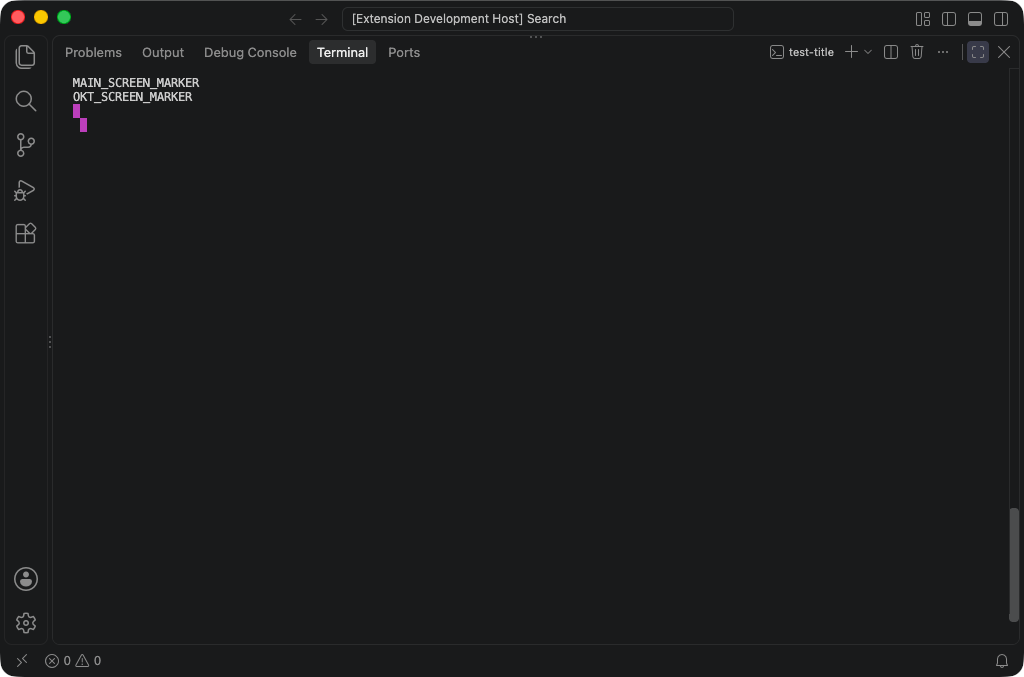 [Extension Development Host] Search
Problems Output Debug Console Terminal Ports test-title
MAIN_SCREEN_MARKER
OKT_SCREEN_MARKER
0 0